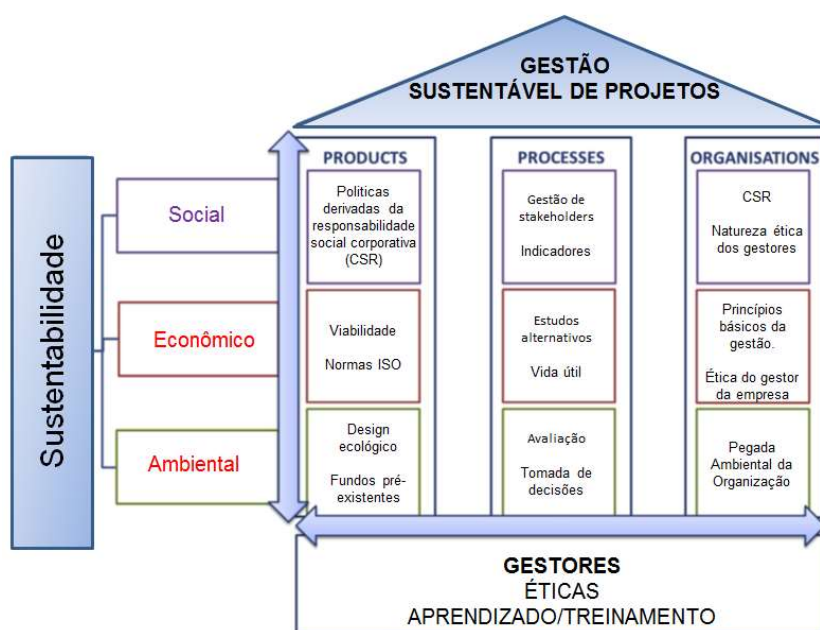 GESTÃO
SUSTENTÁVEL DE PROJETOS
Sustentabilidade
Social
Econômico
Ambiental
PRODUCTS
Politicas
derivadas da
responsabilidade
social corporativa
(CSR)
Viabilidade
Normas ISO
Design
ecológico
Fundos pré-
existentes
PROCESSES
Gestão de
stakeholders
Indicadores
Estudos
alternativos
Vida útil
Avaliação
Tomada de
decisões
ORGANISATIONS
CSR
Natureza ética
dos gestores
Princípios
básicos da
gestão.
Ética do gestor
da empresa
Pegada
Ambiental da
Organização
GESTORES
ÉTICAS
APRENDIZADO/TREINAMENTO